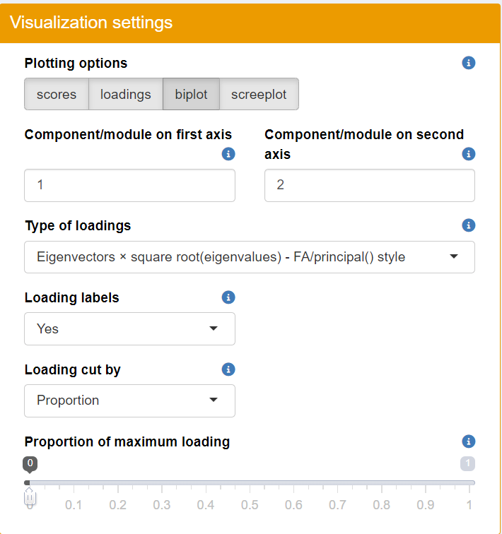 Visualization settings
Plotting options
scores loadings biplot screeplot
Component/module on first axis
Component/module on second
axis
1
2
Type of loadings
Eigenvectors × square root(eigenvalues) - FA/principal() style
Loading labels
Yes
Loading cut by
Proportion
Proportion of maximum loading
0 1
0 0.1 0.2 0.3 0.4 0.5 0.6 0.7 0.8 0.9 1